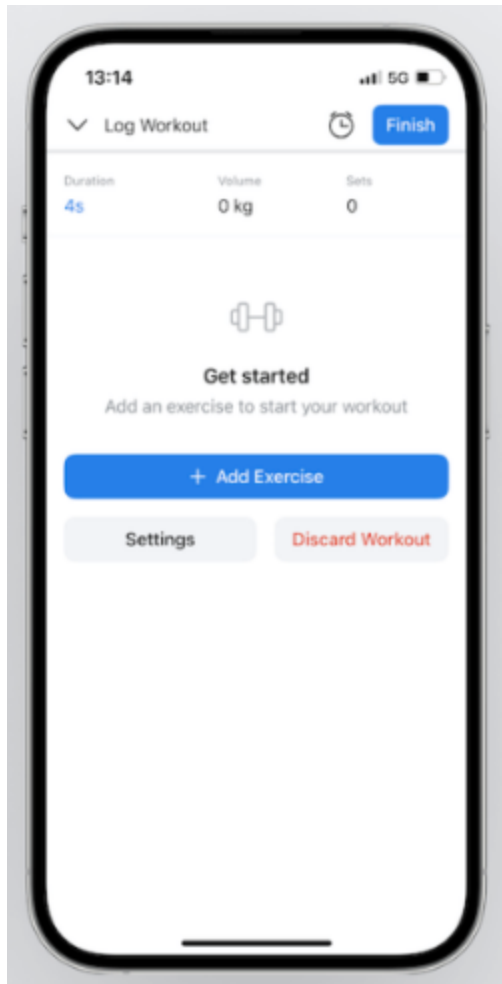 13:14 5G
Log Workout Finish
Duration Volume Sets
4s 0 kg 0
Get started
Add an exercise to start your workout
+ Add Exercise
Settings Discard Workout